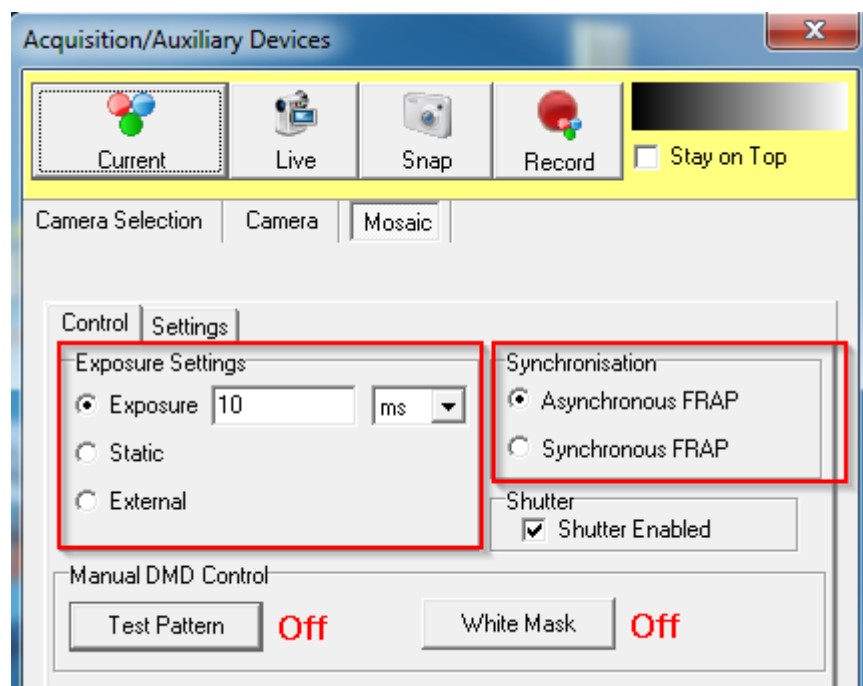 Acquisition/Auxiliary Devices
Current
Live
Snap
Record
Stay on Top
Camera Selection
Camera
Mosaic
Control
Settings
Exposure Settings
Exposure 10 ms
Static
External
Synchronisation
Asynchronous FRAP
Synchronous FRAP
Shutter
Shutter Enabled
Manual DMD Control
Test Pattern Off
White Mask Off